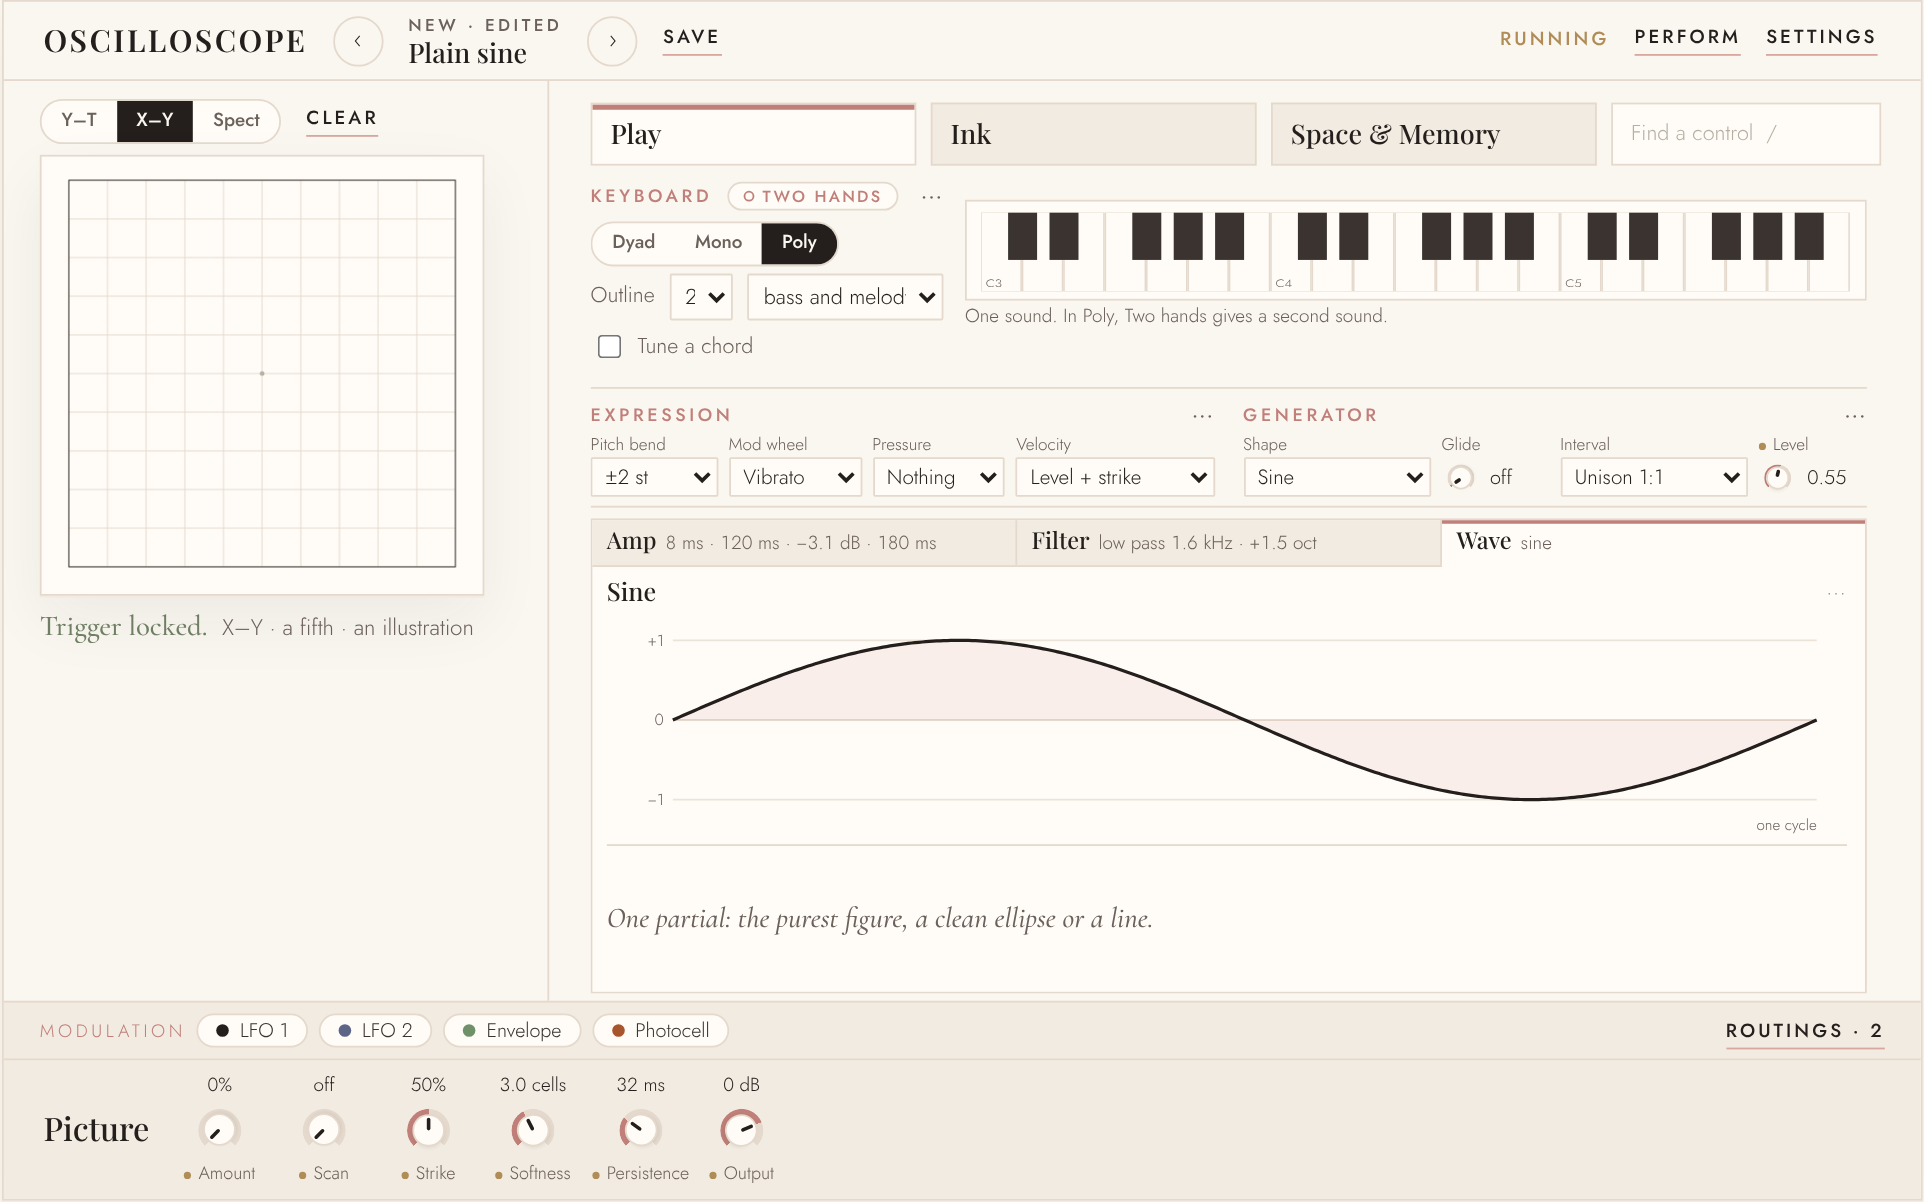 OSCILLOSCOPE
‹
NEW · EDITED
Plain sine
›
SAVE
RUNNING
PERFORM
SETTINGS
Y–T
X–Y
Spect
CLEAR
Trigger locked. X–Y · a fifth · an illustration
Play
Ink
Space & Memory
Find a control /
KEYBOARD
TWO HANDS
...
Dyad
Mono
Poly
Outline
2
bass and melod
Tune a chord
C3
C4
C5
One sound. In Poly, Two hands gives a second sound.
EXPRESSION
...
Pitch bend
Mod wheel
Pressure
Velocity
±2 st
Vibrato
Nothing
Level + strike
GENERATOR
...
Shape
Glide
Interval
Level
Sine
off
Unison 1:1
0.55
Amp 8 ms · 120 ms · −3.1 dB · 180 ms
Filter low pass 1.6 kHz · +1.5 oct
Wave sine
Sine
...
+1
0
−1
one cycle
One partial: the purest figure, a clean ellipse or a line.
MODULATION
LFO 1
LFO 2
Envelope
Photocell
ROUTINGS · 2
Picture
0%
off
50%
3.0 cells
32 ms
0 dB
Amount
Scan
Strike
Softness
Persistence
Output